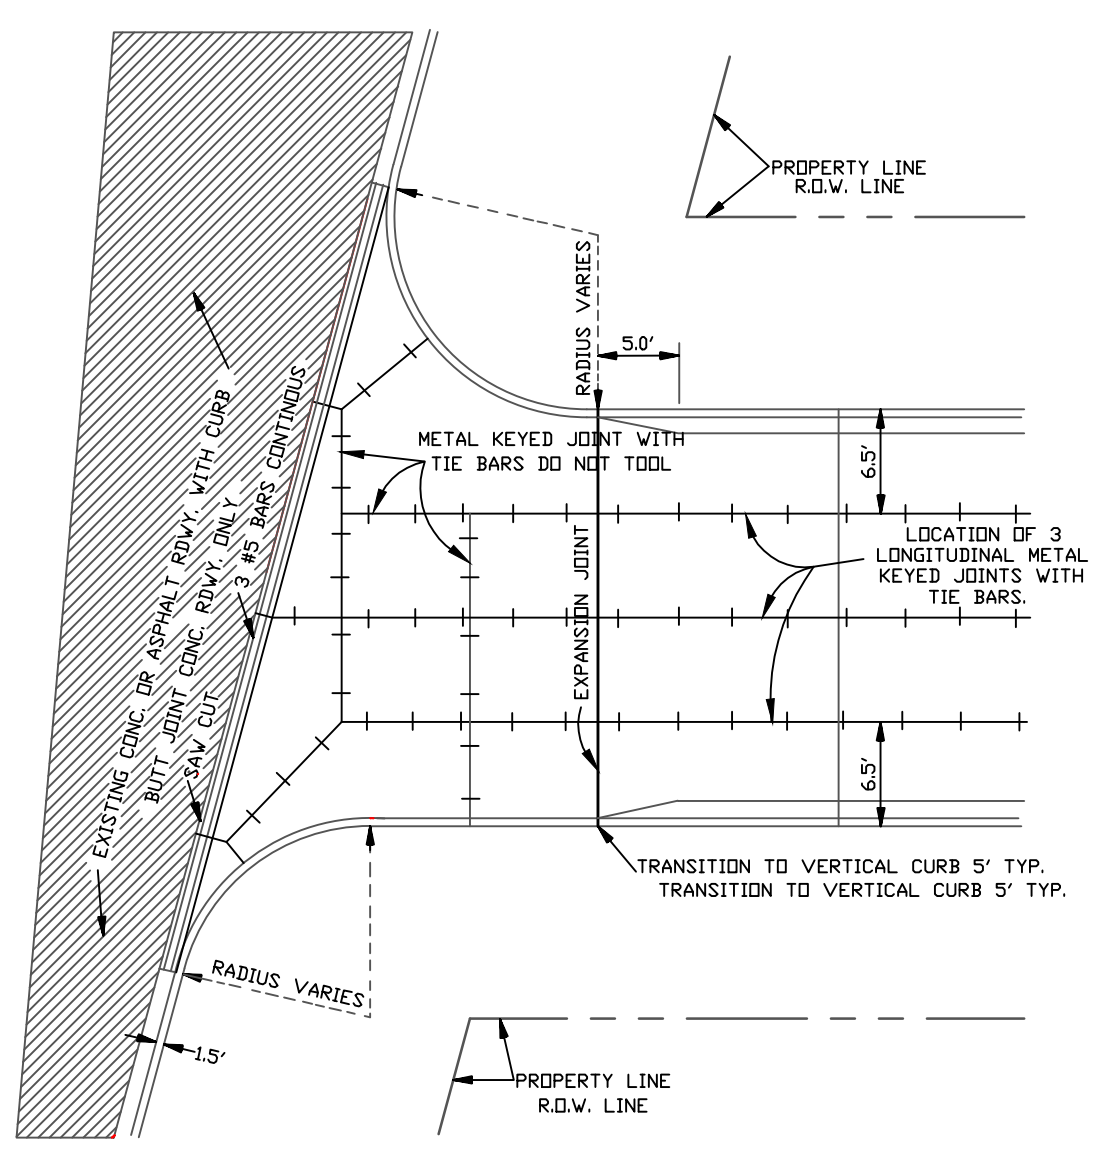 PROPERTY LINE
R.O.W. LINE
RADIUS VARIES
5.0'
METAL KEYED JOINT WITH
TIE BARS DO NOT TOOL
6.5'
LOCATION OF 3
LONGITUDINAL METAL
KEYED JOINTS WITH
TIE BARS.
EXISTING CONC. OR ASPHALT RDWY. WITH CURB
BUTT JOINT CONC. RDWY. ONLY
3 #5 BARS CONTINOUS
SAW CUT
EXPANSION JOINT
6.5'
TRANSITION TO VERTICAL CURB 5' TYP.
TRANSITION TO VERTICAL CURB 5' TYP.
RADIUS VARIES
1.5'
PROPERTY LINE
R.O.W. LINE